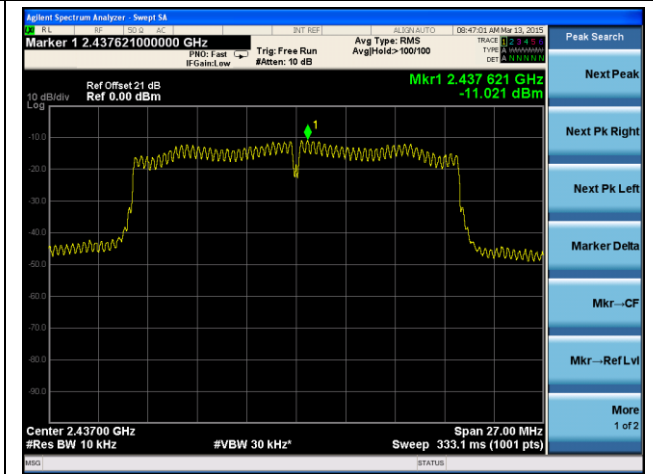 Agilent Spectrum Analyzer - Swept SA
RL RF 50 Ω AC INT REF ALIGN AUTO 08:47:01 AM Mar 13, 2015
Marker 1 2.437621000000 GHz
PNO: Fast
IFGain:Low
Trig: Free Run
#Atten: 10 dB
Avg Type: RMS
Avg|Hold:>100/100
TRACE 1 2 3 4 5 6
TYPE A
DET A N N N N N
Peak Search
Ref Offset 21 dB
10 dB/div Ref 0.00 dBm
Log
Mkr1 2.437 621 GHz
-11.021 dBm
1
-10.0
-20.0
-30.0
-40.0
-50.0
-60.0
-70.0
-80.0
-90.0
Center 2.43700 GHz
#Res BW 10 kHz
#VBW 30 kHz*
Span 27.00 MHz
Sweep 333.1 ms (1001 pts)
MSG
STATUS
Next Peak
Next Pk Right
Next Pk Left
Marker Delta
Mkr→CF
Mkr→Ref Lvl
More
1 of 2